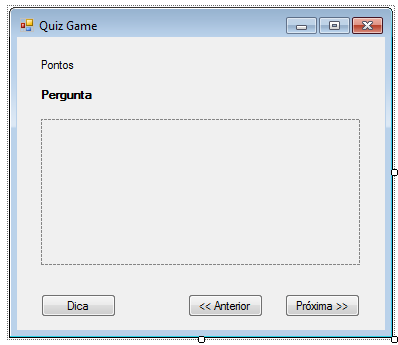 Quiz Game
Pontos
Pergunta
Dica
<< Anterior
Próxima >>